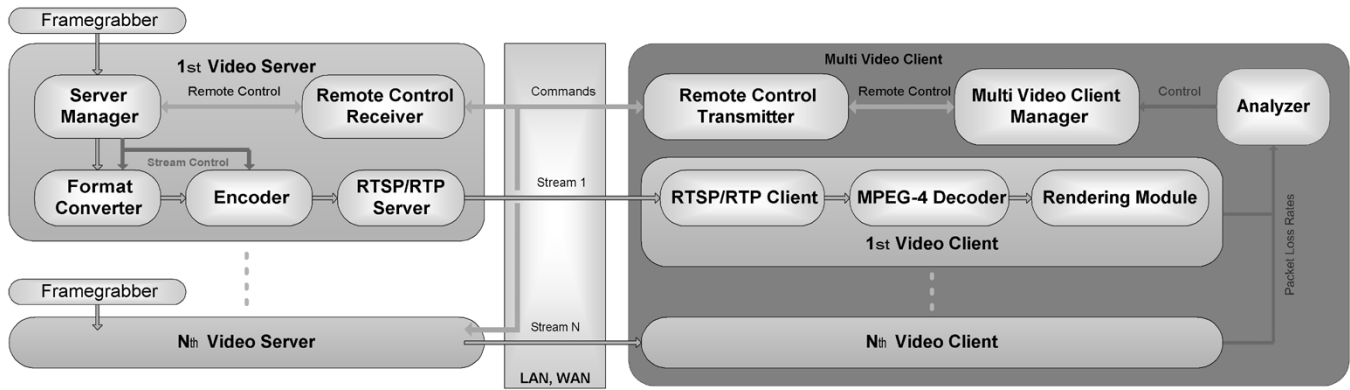 Framegrabber
1st Video Server
Server
Manager
Remote Control
Remote Control
Receiver
Stream Control
Format
Converter
Encoder
RTSP/RTP
Server
Framegrabber
Nth Video Server
Commands
Stream 1
Stream N
LAN, WAN
Multi Video Client
Remote Control
Transmitter
Remote Control
Multi Video Client
Manager
Control
Analyzer
RTSP/RTP Client
MPEG-4 Decoder
Rendering Module
1st Video Client
Packet Loss Rates
Nth Video Client